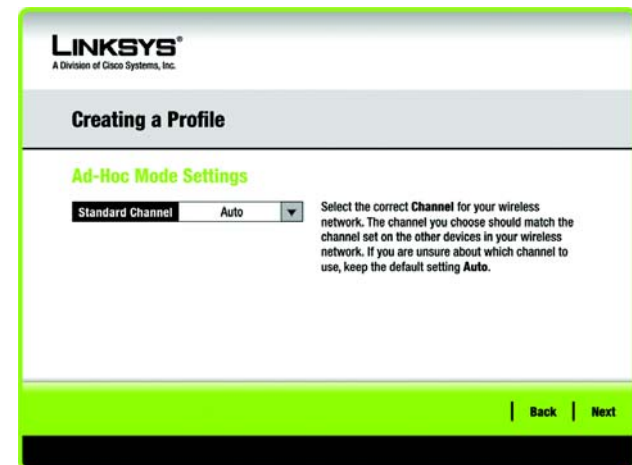 LINKSYS®
A Division of Cisco Systems, Inc.
Creating a Profile
Ad-Hoc Mode Settings
Standard Channel Auto
Select the correct Channel for your wireless
network. The channel you choose should match the
channel set on the other devices in your wireless
network. If you are unsure about which channel to
use, keep the default setting Auto.
Back Next